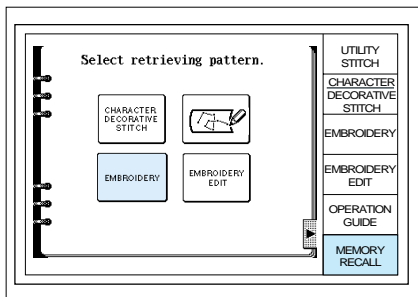 Select retrieving pattern.
CHARACTER
DECORATIVE
STITCH
EMBROIDERY
EMBROIDERY
EDIT
UTILITY
STITCH
CHARACTER
DECORATIVE
STITCH
EMBROIDERY
EMBROIDERY
EDIT
OPERATION
GUIDE
MEMORY
RECALL